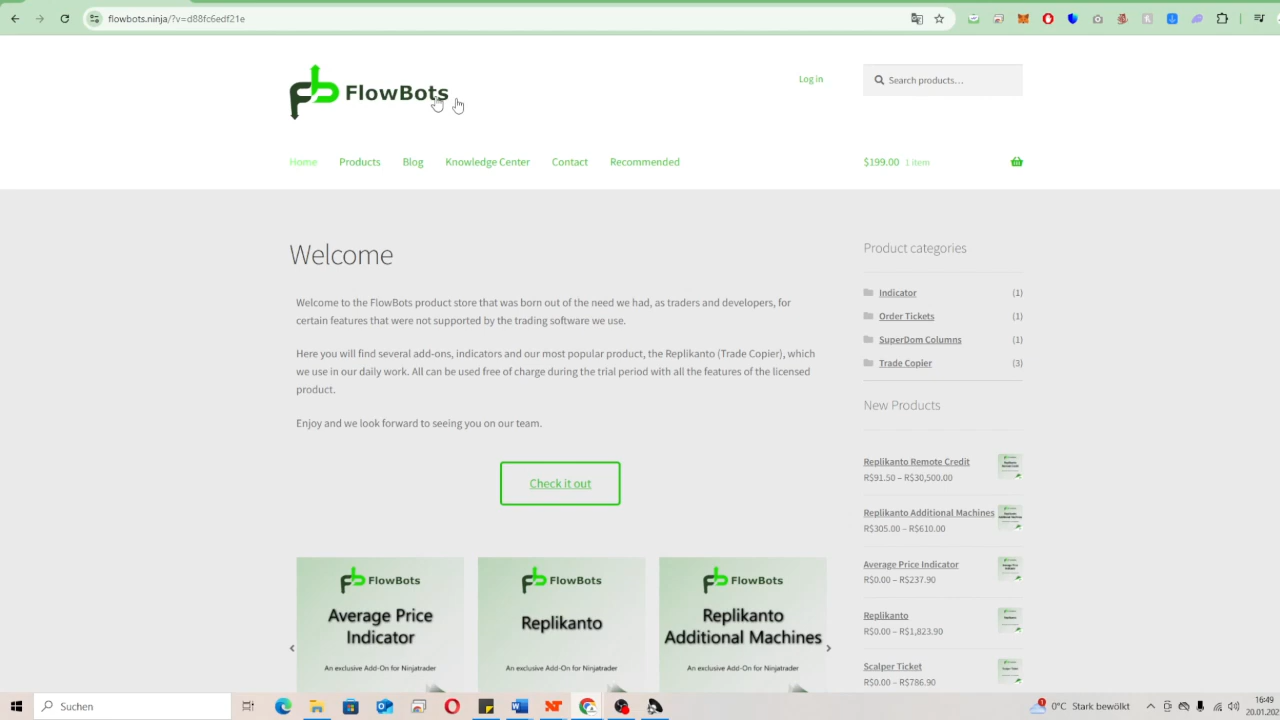 flowbots.ninja/?v=d88fc6edf21e
FlowBots
Log in
Search products…
Home Products Blog Knowledge Center Contact Recommended
$199.00 1 item
Welcome
Welcome to the FlowBots product store that was born out of the need we had, as traders and developers, for
certain features that were not supported by the trading software we use.
Here you will find several add-ons, indicators and our most popular product, the Replikanto (Trade Copier), which
we use in our daily work. All can be used free of charge during the trial period with all the features of the licensed
product.
Enjoy and we look forward to seeing you on our team.
Check it out
FlowBots
Average Price
Indicator
An exclusive Add-On for Ninjatrader
FlowBots
Replikanto
An exclusive Add-On for Ninjatrader
FlowBots
Replikanto
Additional Machines
An exclusive Add-On for Ninjatrader
Product categories
Indicator (1)
Order Tickets (1)
SuperDom Columns (1)
Trade Copier (3)
New Products
Replikanto Remote Credit
R$91.50 – R$30,500.00
Replikanto Additional Machines
R$305.00 – R$610.00
Average Price Indicator
R$0.00 – R$237.90
Replikanto
R$0.00 – R$1,823.90
Scalper Ticket
R$0.00 – R$786.90
Suchen
0°C Stark bewölkt
16:49
20.01.202